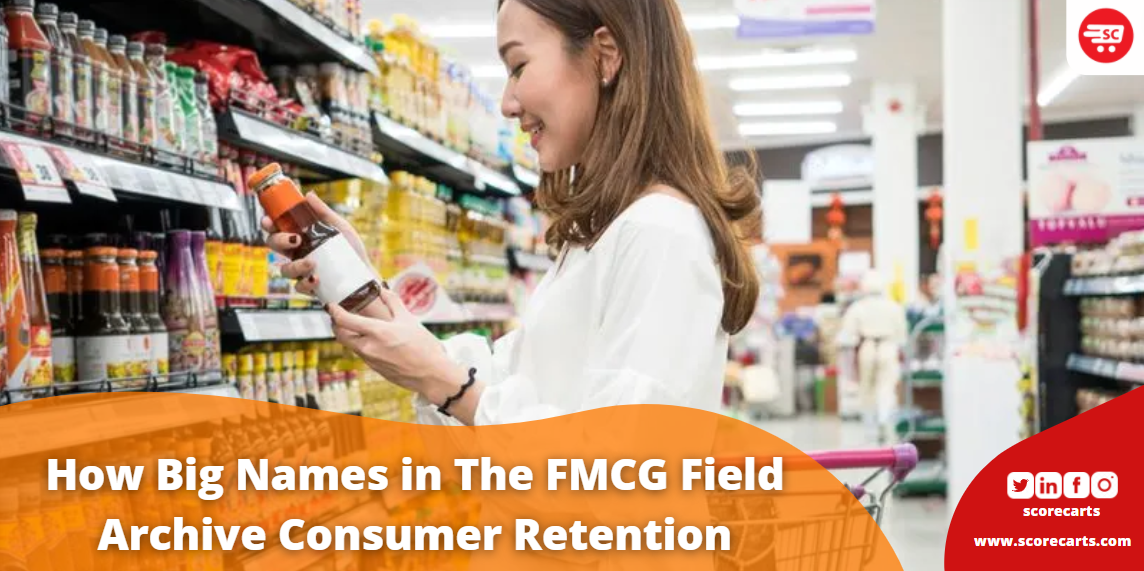 SC
How Big Names in The FMCG Field
Archive Consumer Retention
scorecarts
www.scorecarts.com